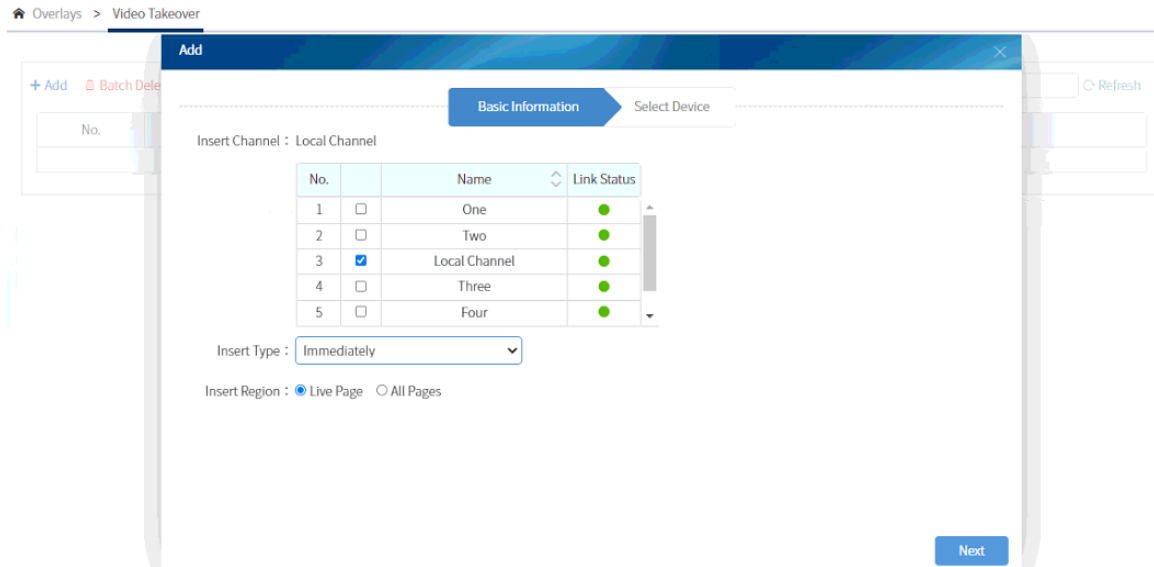 Overlays > Video Takeover
Add
+ Add Batch Dele
Refresh
Basic Information Select Device
No.
Insert Channel : Local Channel
No. Name Link Status
1 One
2 Two
3 Local Channel
4 Three
5 Four
Insert Type : Immediately
Insert Region : Live Page All Pages
Next